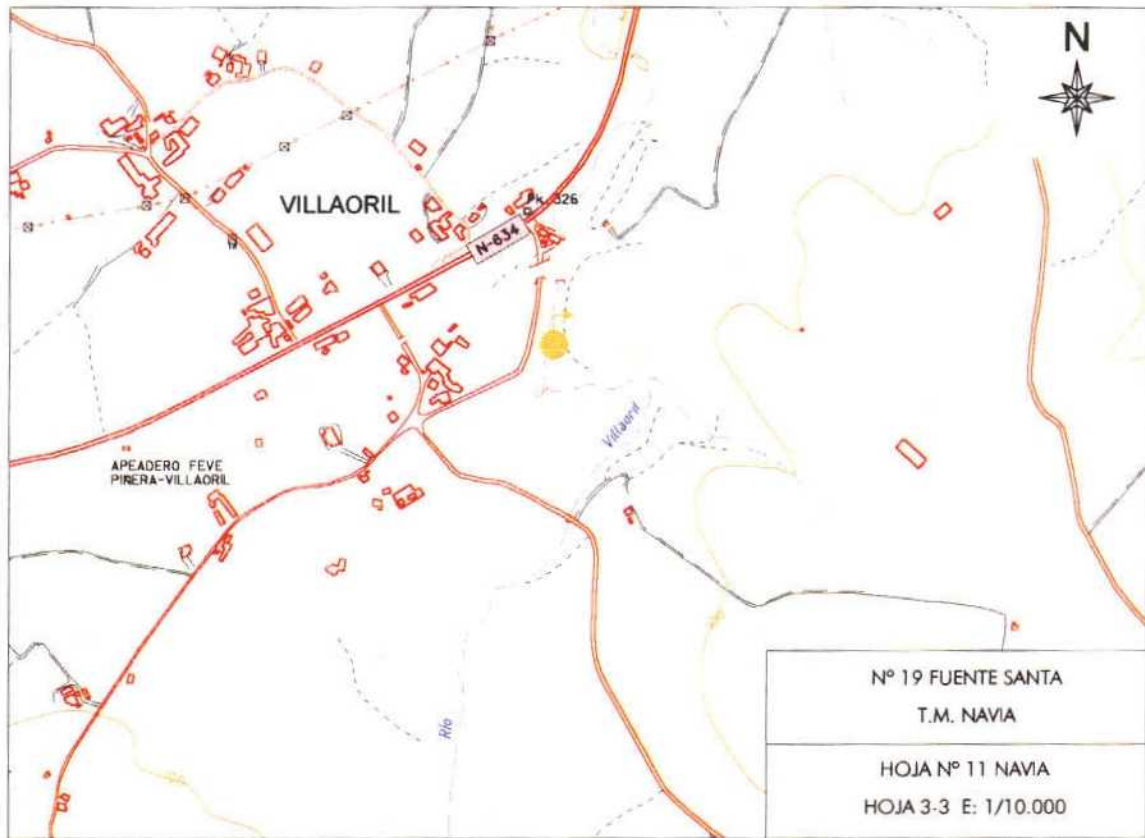 N
VILLAORIL
Pk. 326
N-634
Villaoril
APEADERO FEVE
PIÑERA-VILLAORIL
Río
Nº 19 FUENTE SANTA
T.M. NAVIA
HOJA Nº 11 NAVIA
HOJA 3-3 E: 1/10.000